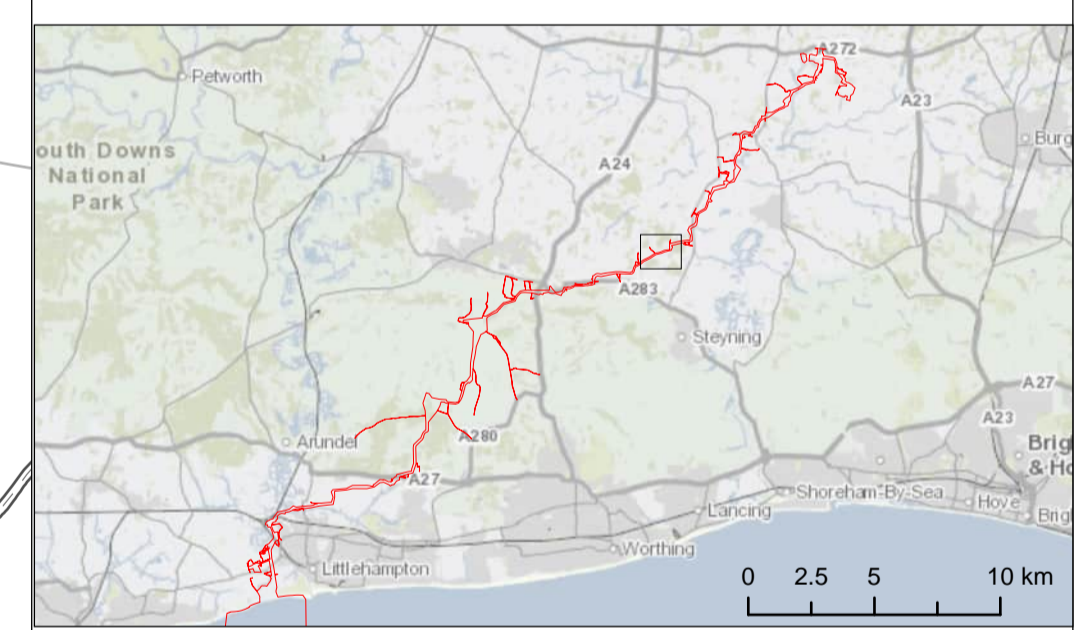 A272
Petworth
A23
Burg
outh Downs
National
Park
A24
A283
Steyning
A27
A23
Arundel
A280
Brig
& Ho
A27
Shoreham-By-Sea
Hove
Lancing
Brig
Worthing
Littlehampton
0 2.5 5 10 km